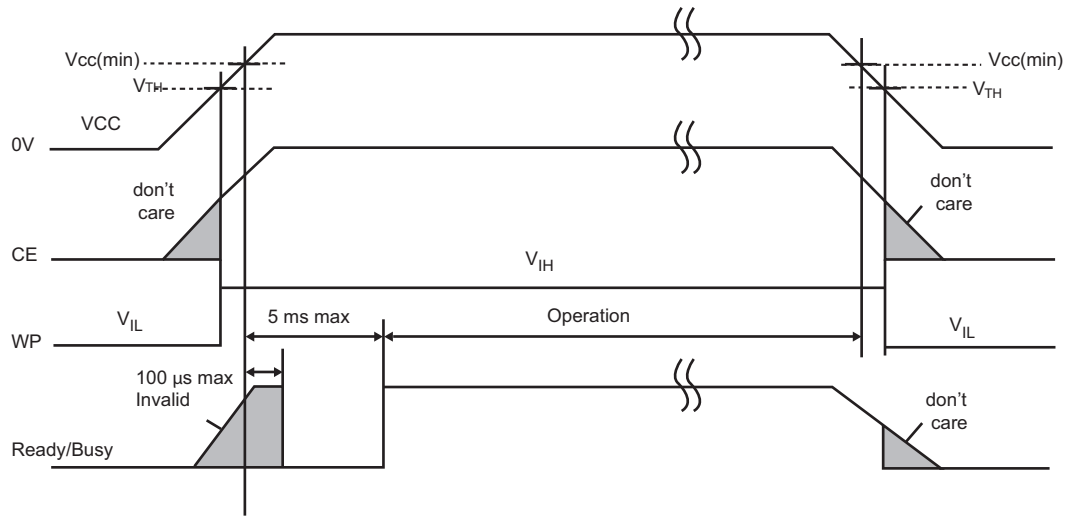 Vcc(min)
Vcc(min)
VTH
VTH
VCC
0V
don't
care
don't
care
CE
VIH
VIL
5 ms max
Operation
VIL
WP
100 µs max
Invalid
don't
care
Ready/Busy